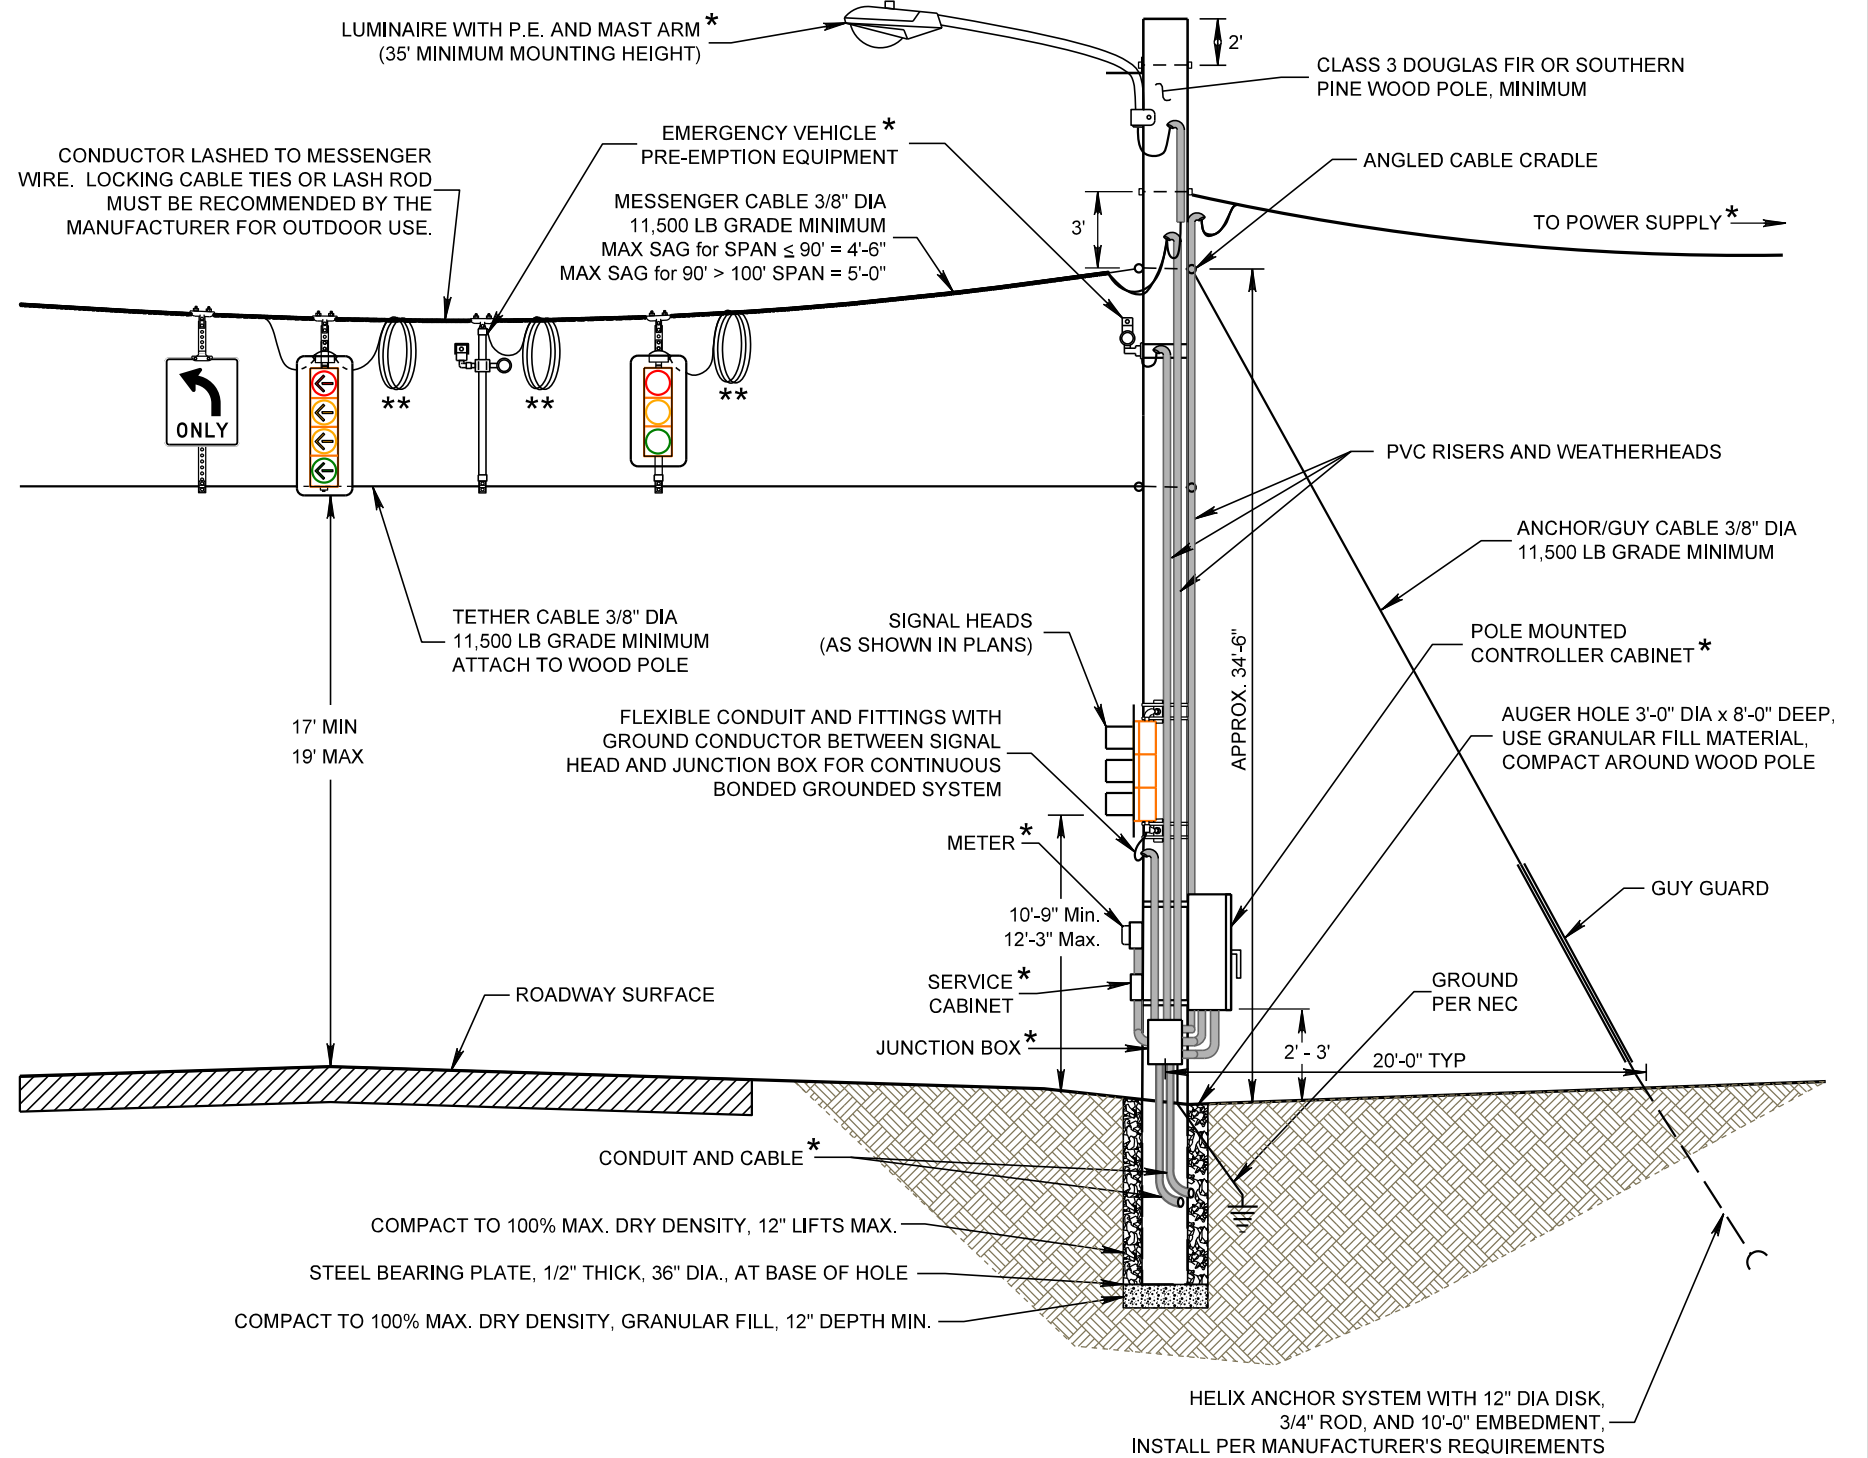 LUMINAIRE WITH P.E. AND MAST ARM *
(35' MINIMUM MOUNTING HEIGHT)
2'
CLASS 3 DOUGLAS FIR OR SOUTHERN
PINE WOOD POLE, MINIMUM
CONDUCTOR LASHED TO MESSENGER
WIRE. LOCKING CABLE TIES OR LASH ROD
MUST BE RECOMMENDED BY THE
MANUFACTURER FOR OUTDOOR USE.
EMERGENCY VEHICLE *
PRE-EMPTION EQUIPMENT
MESSENGER CABLE 3/8" DIA
11,500 LB GRADE MINIMUM
MAX SAG for SPAN ≤ 90' = 4'-6"
MAX SAG for 90' > 100' SPAN = 5'-0"
3'
ANGLED CABLE CRADLE
TO POWER SUPPLY *
ONLY
**
**
**
PVC RISERS AND WEATHERHEADS
ANCHOR/GUY CABLE 3/8" DIA
11,500 LB GRADE MINIMUM
TETHER CABLE 3/8" DIA
11,500 LB GRADE MINIMUM
ATTACH TO WOOD POLE
SIGNAL HEADS
(AS SHOWN IN PLANS)
APPROX. 34'-6"
POLE MOUNTED
CONTROLLER CABINET *
17' MIN
19' MAX
FLEXIBLE CONDUIT AND FITTINGS WITH
GROUND CONDUCTOR BETWEEN SIGNAL
HEAD AND JUNCTION BOX FOR CONTINUOUS
BONDED GROUNDED SYSTEM
AUGER HOLE 3'-0" DIA x 8'-0" DEEP,
USE GRANULAR FILL MATERIAL,
COMPACT AROUND WOOD POLE
METER *
10'-9" Min.
12'-3" Max.
GUY GUARD
SERVICE *
CABINET
GROUND
PER NEC
ROADWAY SURFACE
JUNCTION BOX *
2' - 3'
20'-0" TYP
CONDUIT AND CABLE *
COMPACT TO 100% MAX. DRY DENSITY, 12" LIFTS MAX.
STEEL BEARING PLATE, 1/2" THICK, 36" DIA., AT BASE OF HOLE
COMPACT TO 100% MAX. DRY DENSITY, GRANULAR FILL, 12" DEPTH MIN.
HELIX ANCHOR SYSTEM WITH 12" DIA DISK,
3/4" ROD, AND 10'-0" EMBEDMENT,
INSTALL PER MANUFACTURER'S REQUIREMENTS